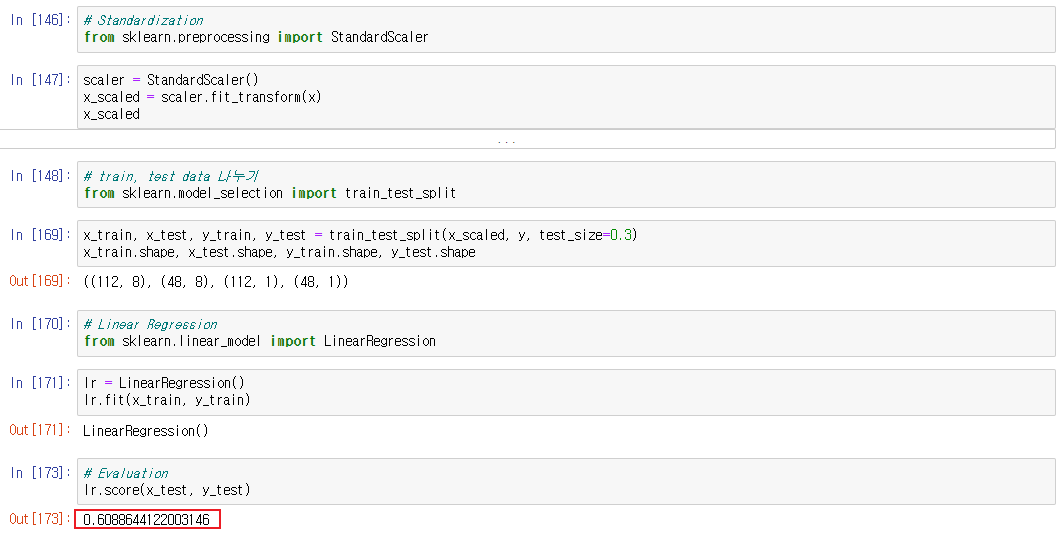 In [146]: # Standardization
from sklearn.preprocessing import StandardScaler
In [147]: scaler = StandardScaler()
x_scaled = scaler.fit_transform(x)
x_scaled
...
In [148]: # train, test data 나누기
from sklearn.model_selection import train_test_split
In [169]: x_train, x_test, y_train, y_test = train_test_split(x_scaled, y, test_size=0.3)
x_train.shape, x_test.shape, y_train.shape, y_test.shape
Out[169]: ((112, 8), (48, 8), (112, 1), (48, 1))
In [170]: # Linear Regression
from sklearn.linear_model import LinearRegression
In [171]: lr = LinearRegression()
lr.fit(x_train, y_train)
Out[171]: LinearRegression()
In [173]: # Evaluation
lr.score(x_test, y_test)
Out[173]: 0.6088644122003146